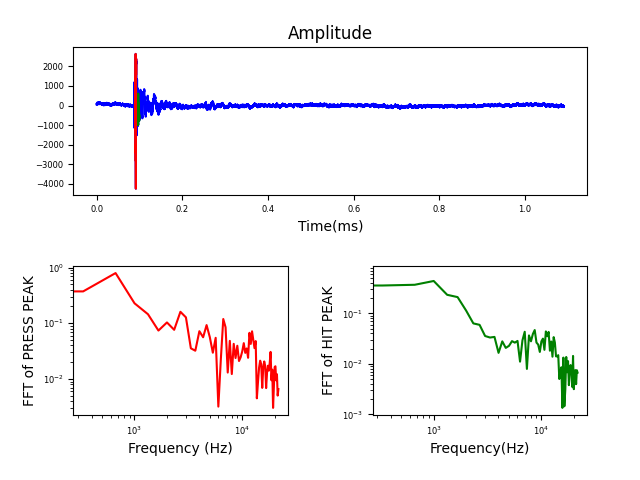 Amplitude
2000
1000
0
−1000
−2000
−3000
−4000
0.0 0.2 0.4 0.6 0.8 1.0
Time(ms)
FFT of PRESS PEAK
10⁰
10⁻¹
10⁻²
10³ 10⁴
Frequency (Hz)
FFT of HIT PEAK
10⁻¹
10⁻²
10⁻³
10³ 10⁴
Frequency(Hz)